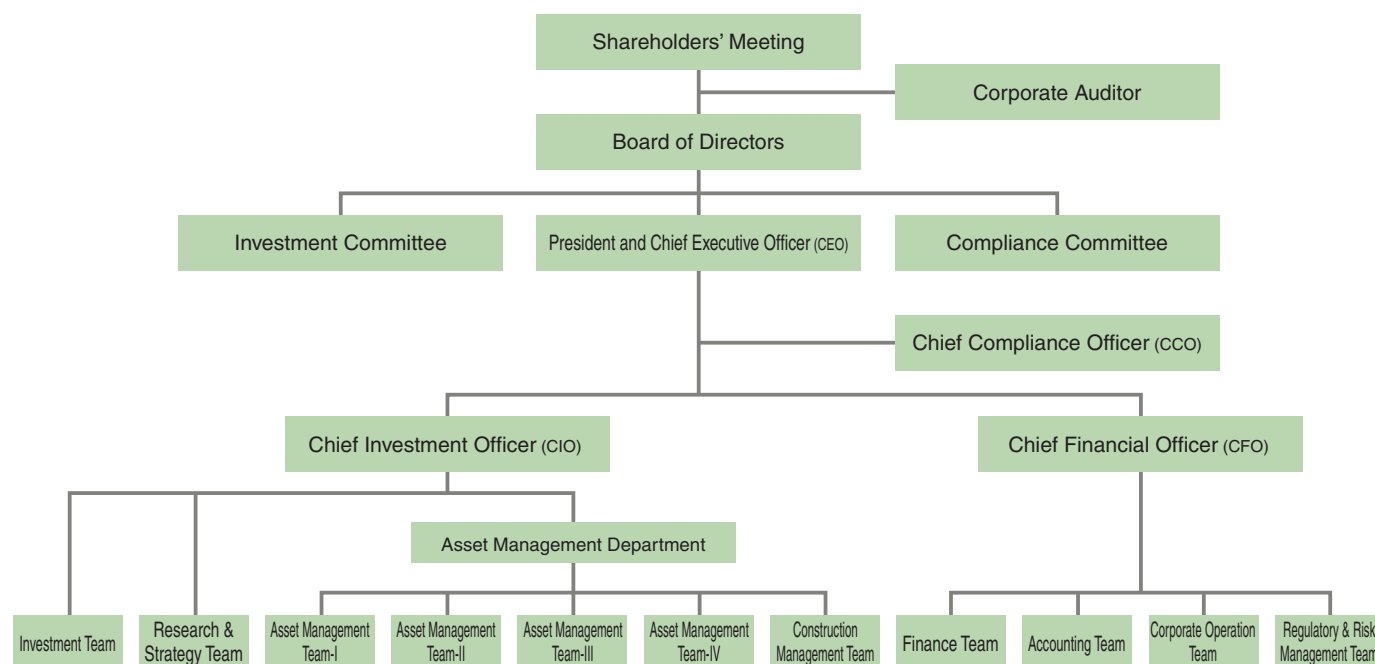 Shareholders’ Meeting
Corporate Auditor
Board of Directors
Investment Committee
President and Chief Executive Officer (CEO)
Compliance Committee
Chief Compliance Officer (CCO)
Chief Investment Officer (CIO)
Chief Financial Officer (CFO)
Asset Management Department
Investment Team
Research &
Strategy Team
Asset Management
Team-I
Asset Management
Team-II
Asset Management
Team-III
Asset Management
Team-IV
Construction
Management Team
Finance Team
Accounting Team
Corporate Operation
Team
Regulatory & Risk
Management Team